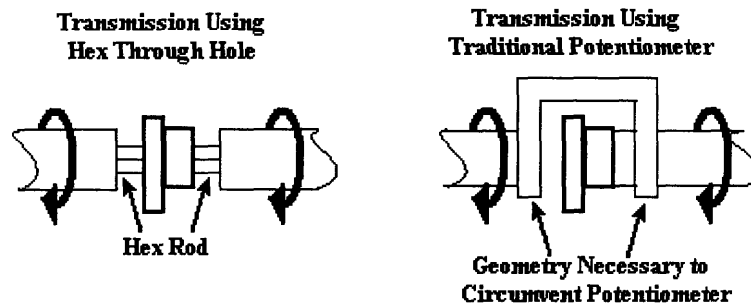 Transmission Using
Hex Through Hole
Hex Rod
Transmission Using
Traditional Potentiometer
Geometry Necessary to
Circumvent Potentiometer